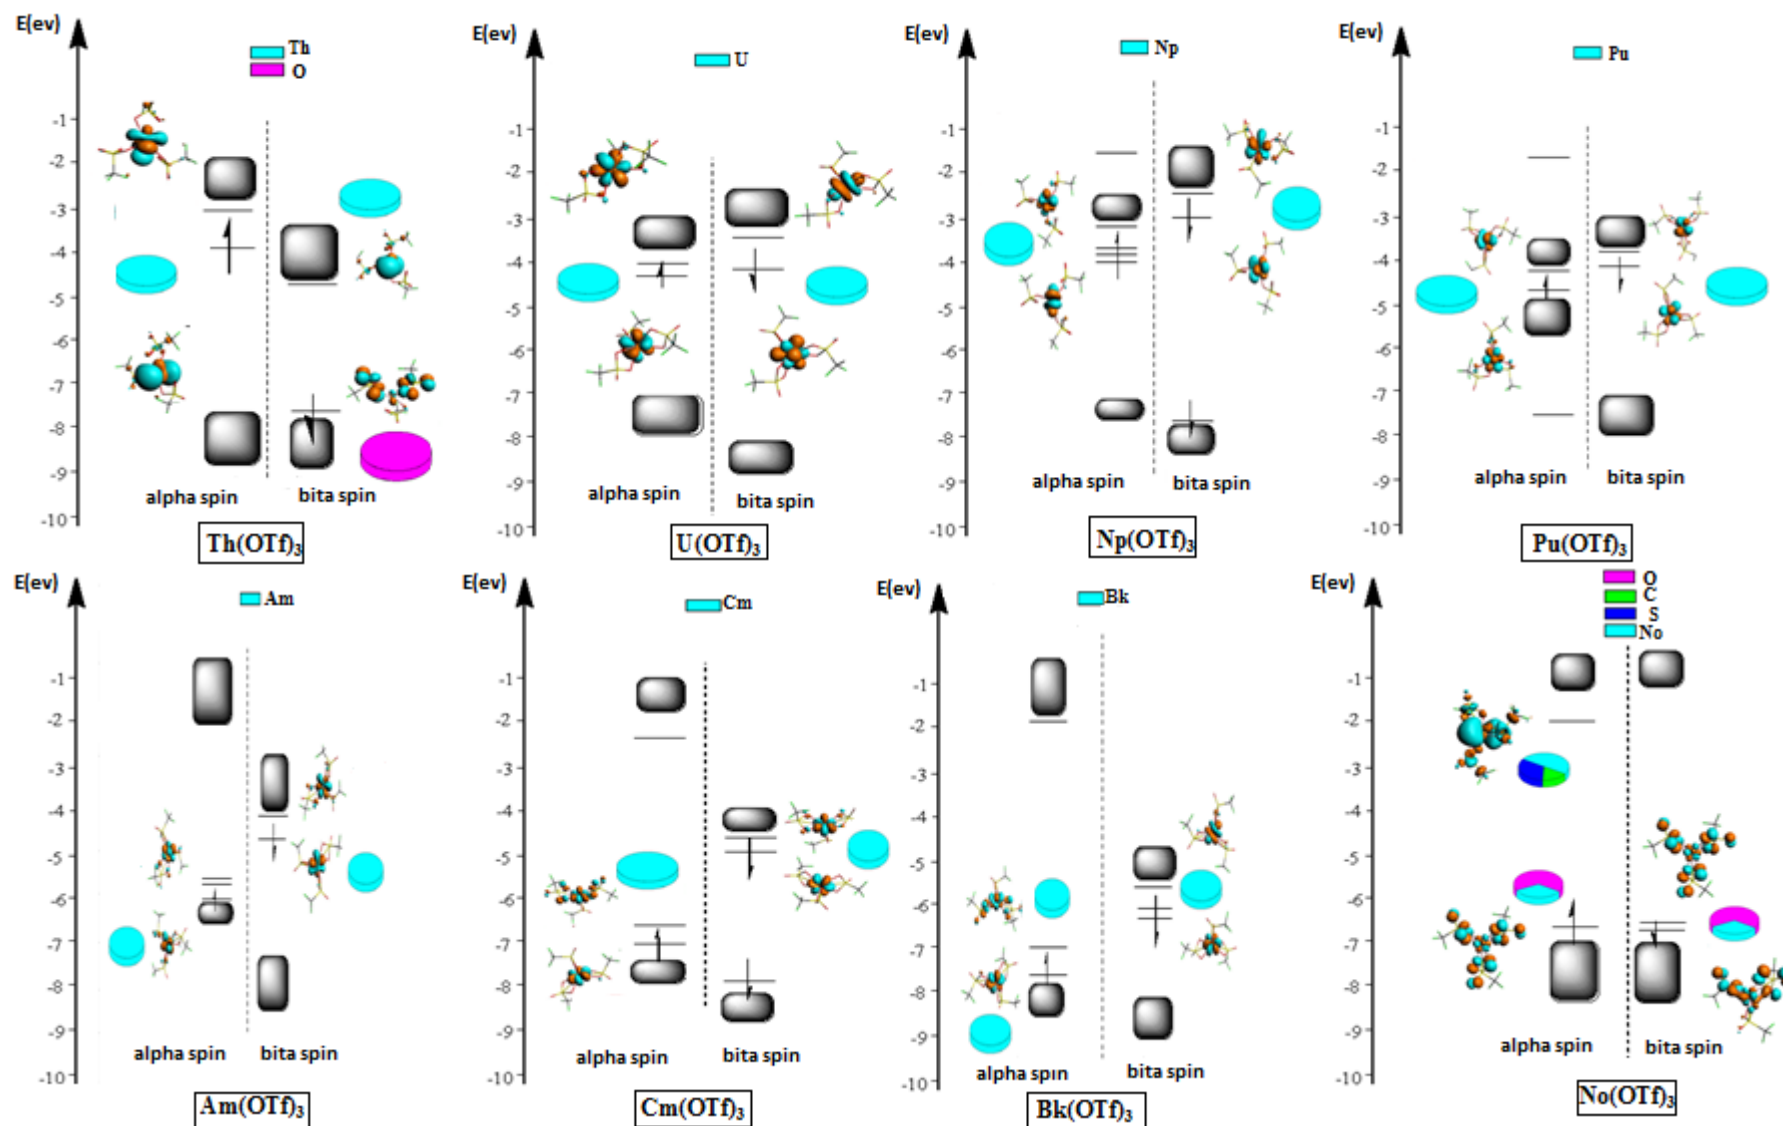 E(ev)
Th
O
-1
-2
-3
-4
-5
-6
-7
-8
-9
-10
alpha spin
bita spin
Th(OTf)3
E(ev)
U
-1
-2
-3
-4
-5
-6
-7
-8
-9
-10
alpha spin
bita spin
U(OTf)3
E(ev)
Np
-1
-2
-3
-4
-5
-6
-7
-8
-9
-10
alpha spin
bita spin
Np(OTf)3
E(ev)
Pu
-1
-2
-3
-4
-5
-6
-7
-8
-9
-10
alpha spin
bita spin
Pu(OTf)3
E(ev)
Am
-1
-2
-3
-4
-5
-6
-7
-8
-9
-10
alpha spin
bita spin
Am(OTf)3
E(ev)
Cm
-1
-2
-3
-4
-5
-6
-7
-8
-9
-10
alpha spin
bita spin
Cm(OTf)3
E(ev)
Bk
-1
-2
-3
-4
-5
-6
-7
-8
-9
-10
alpha spin
bita spin
Bk(OTf)3
E(ev)
O
C
S
No
-1
-2
-3
-4
-5
-6
-7
-8
-9
-10
alpha spin
bita spin
No(OTf)3